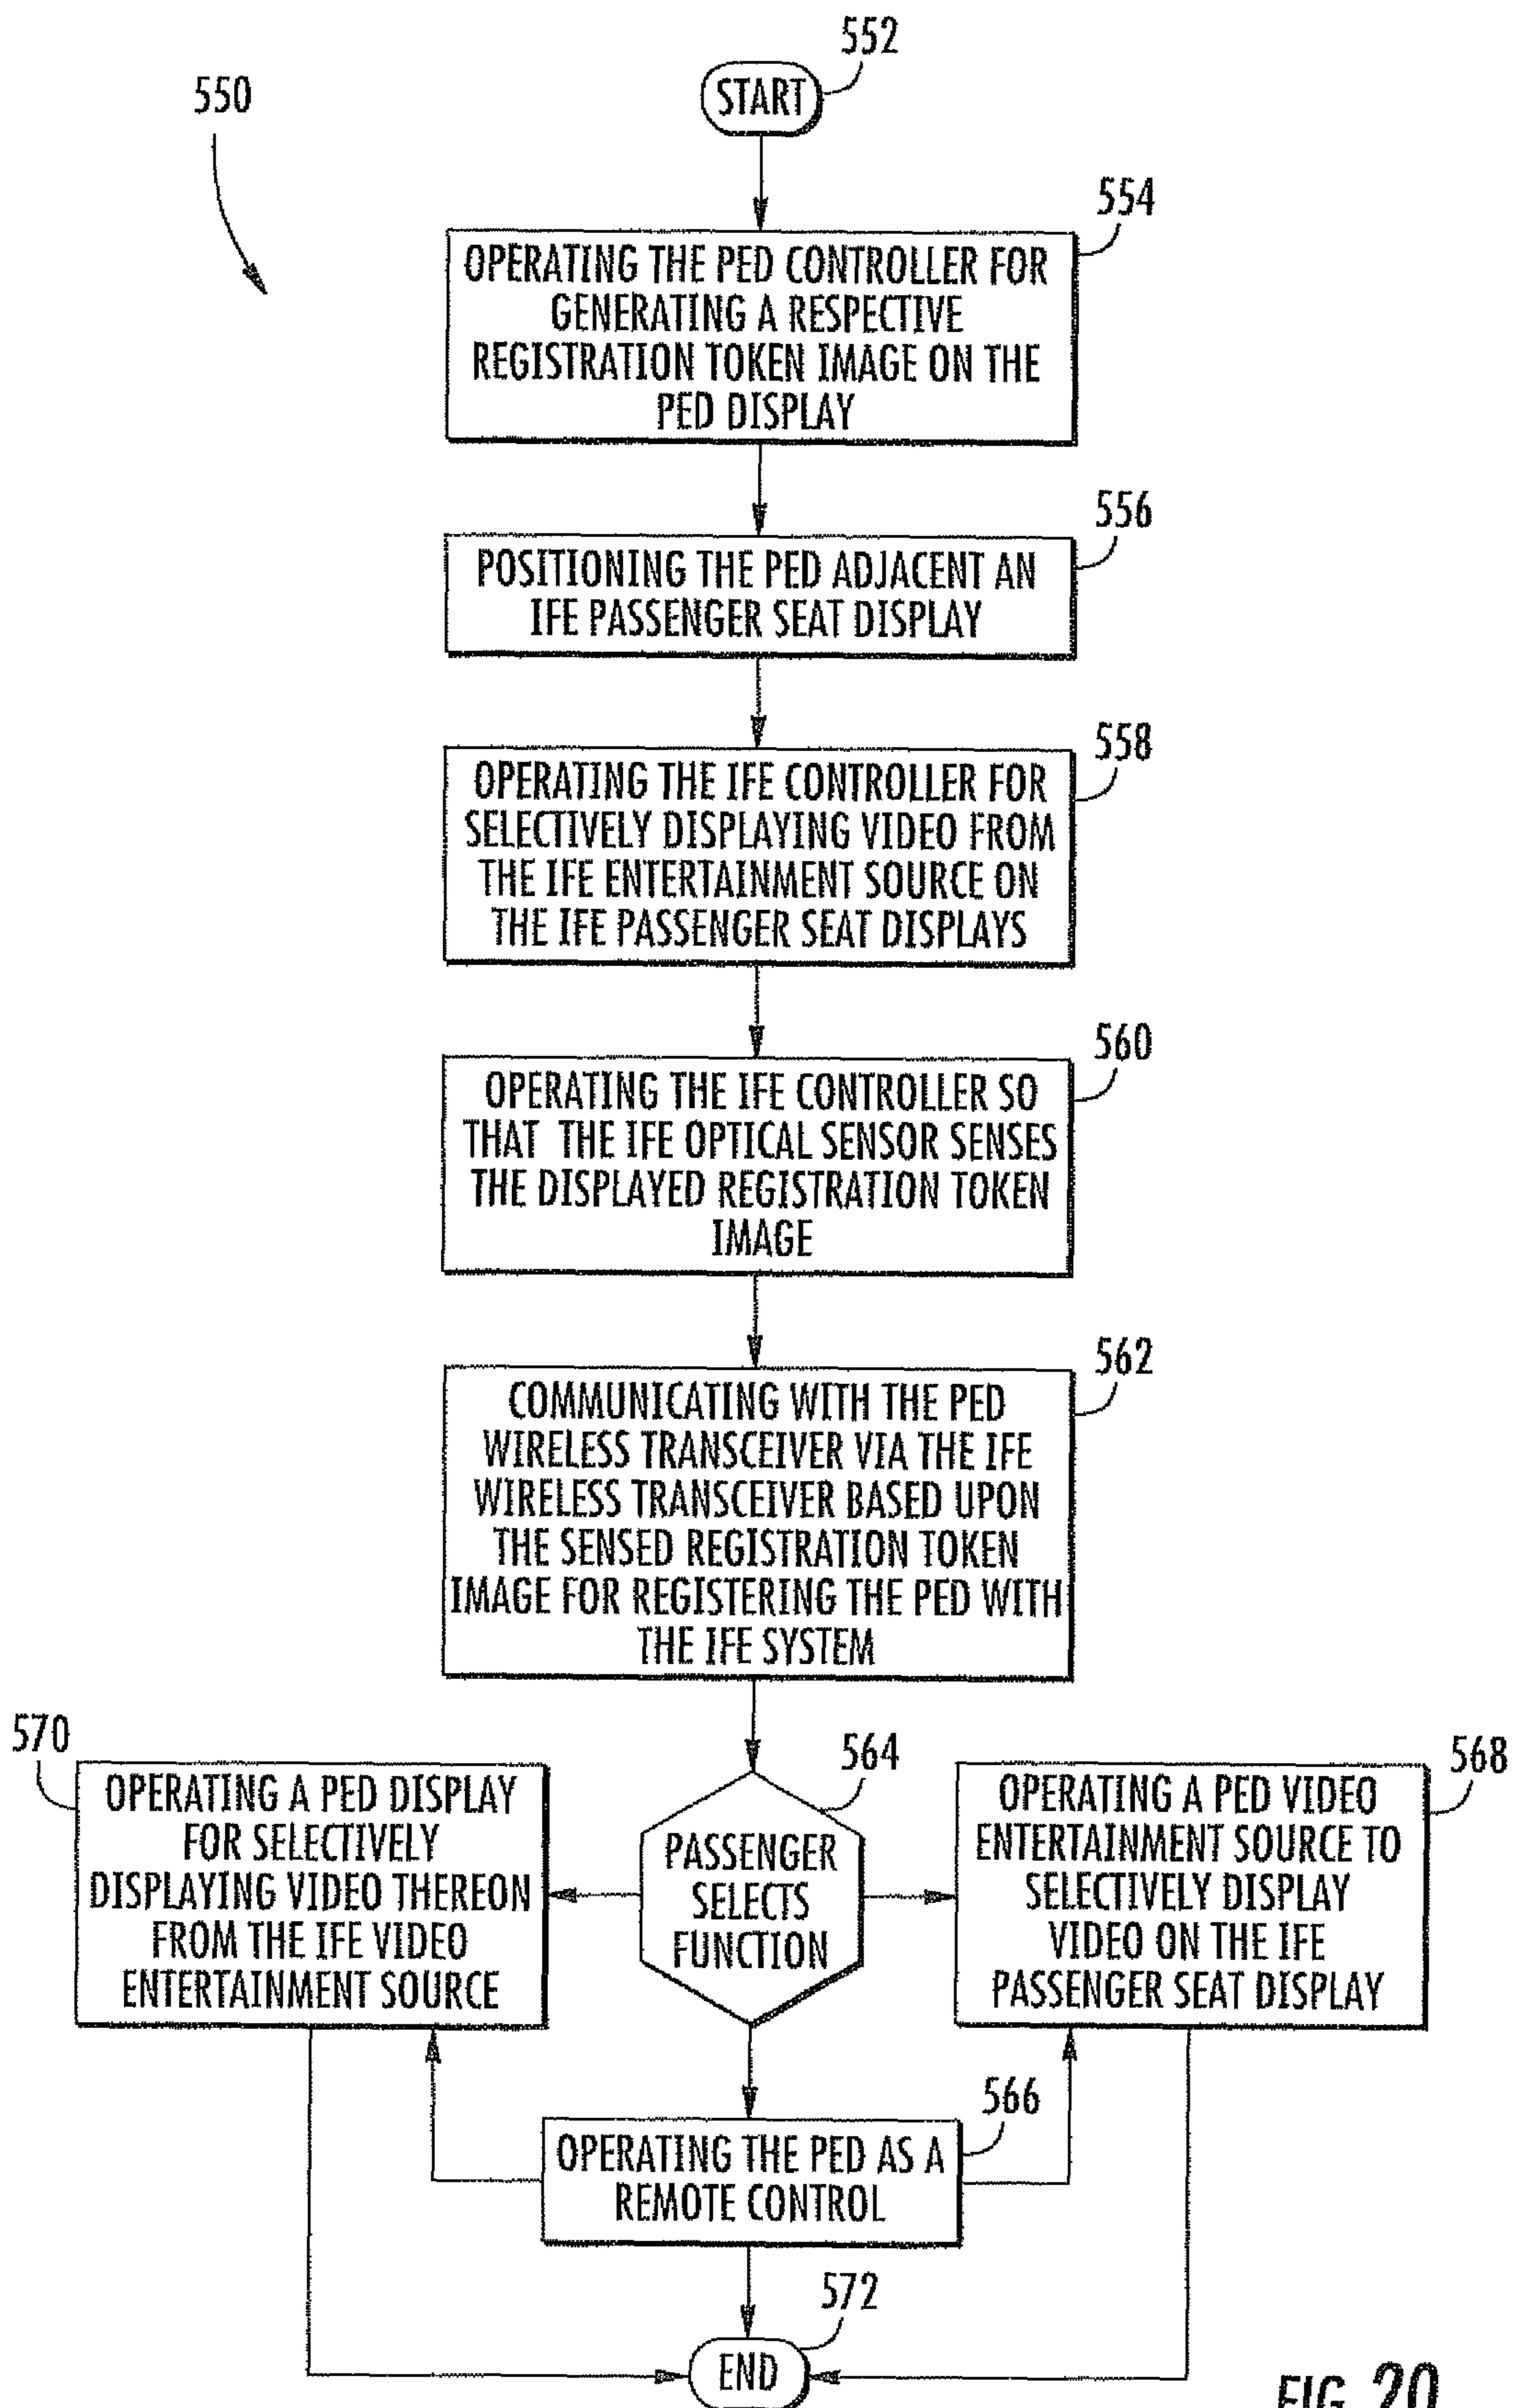 552
START
550
554
OPERATING THE PED CONTROLLER FOR
GENERATING A RESPECTIVE
REGISTRATION TOKEN IMAGE ON THE
PED DISPLAY
556
POSITIONING THE PED ADJACENT AN
IFE PASSENGER SEAT DISPLAY
558
OPERATING THE IFE CONTROLLER FOR
SELECTIVELY DISPLAYING VIDEO FROM
THE IFE ENTERTAINMENT SOURCE ON
THE IFE PASSENGER SEAT DISPLAYS
560
OPERATING THE IFE CONTROLLER SO
THAT THE IFE OPTICAL SENSOR SENSES
THE DISPLAYED REGISTRATION TOKEN
IMAGE
562
COMMUNICATING WITH THE PED
WIRELESS TRANSCEIVER VIA THE IFE
WIRELESS TRANSCEIVER BASED UPON
THE SENSED REGISTRATION TOKEN
IMAGE FOR REGISTERING THE PED WITH
THE IFE SYSTEM
570
OPERATING A PED DISPLAY
FOR SELECTIVELY
DISPLAYING VIDEO THEREON
FROM THE IFE VIDEO
ENTERTAINMENT SOURCE
564
PASSENGER
SELECTS
FUNCTION
568
OPERATING A PED VIDEO
ENTERTAINMENT SOURCE TO
SELECTIVELY DISPLAY
VIDEO ON THE IFE
PASSENGER SEAT DISPLAY
566
OPERATING THE PED AS A
REMOTE CONTROL
572
END
FIG. 20